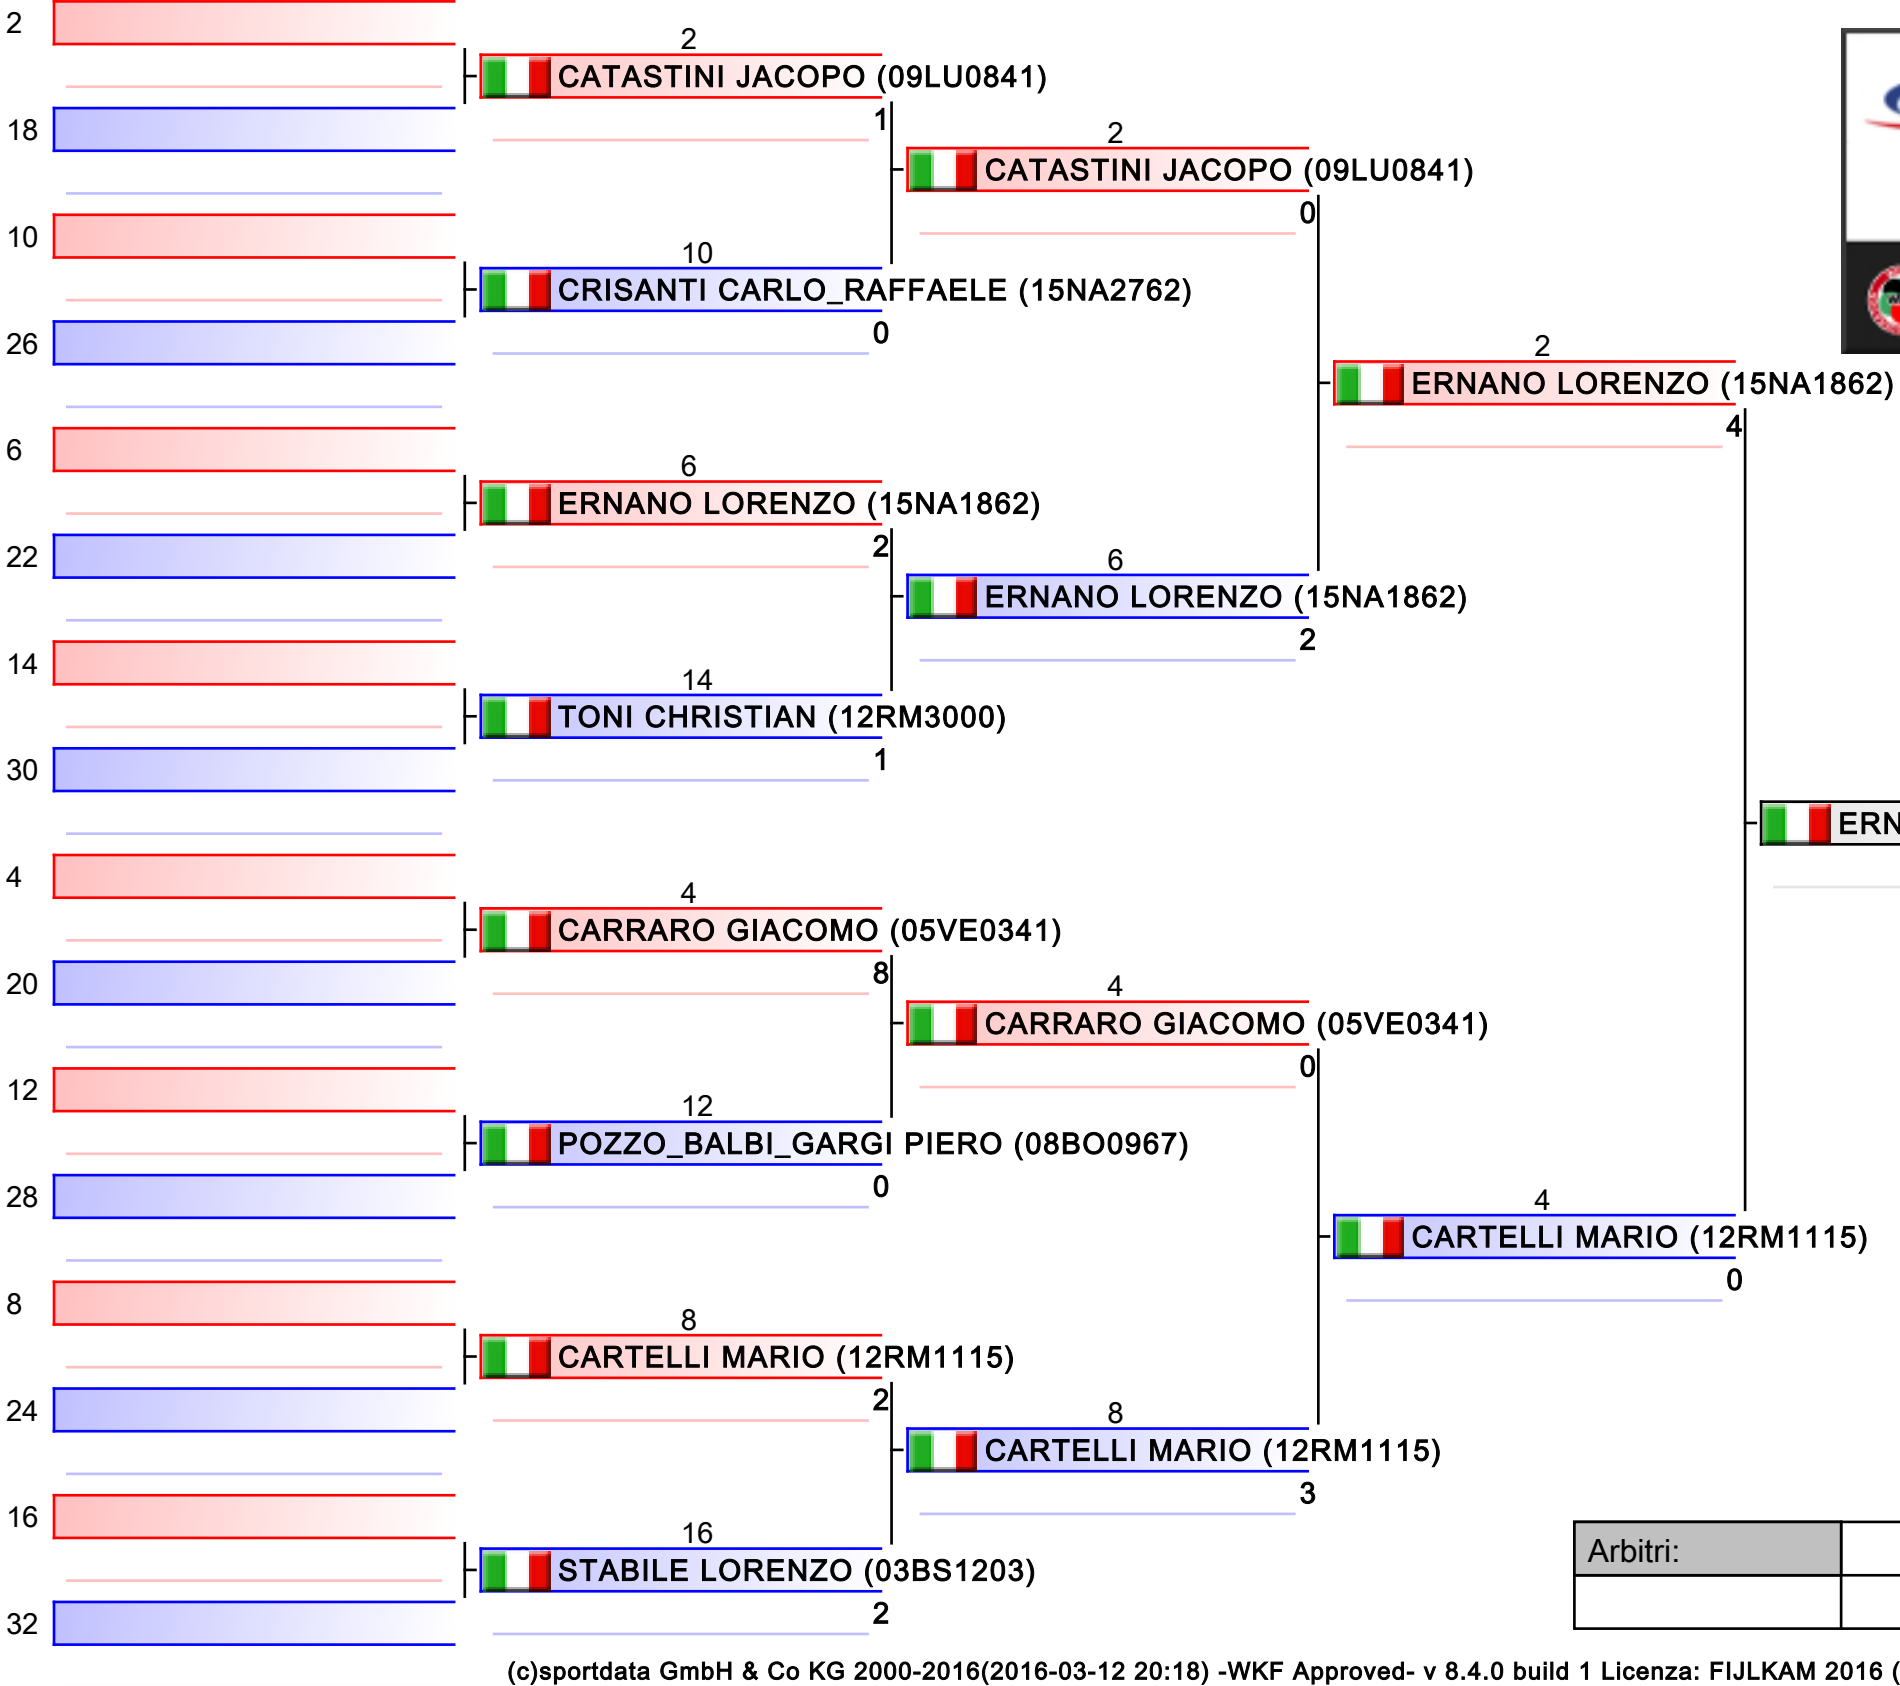 2
18
10
26
6
22
14
30
4
20
12
28
8
24
16
32
2
CATASTINI JACOPO (09LU0841)
1
10
CRISANTI CARLO_RAFFAELE (15NA2762)
0
6
ERNANO LORENZO (15NA1862)
2
14
TONI CHRISTIAN (12RM3000)
1
4
CARRARO GIACOMO (05VE0341)
8
12
POZZO_BALBI_GARGI PIERO (08BO0967)
0
8
CARTELLI MARIO (12RM1115)
2
16
STABILE LORENZO (03BS1203)
2
2
CATASTINI JACOPO (09LU0841)
0
6
ERNANO LORENZO (15NA1862)
2
4
CARRARO GIACOMO (05VE0341)
0
8
CARTELLI MARIO (12RM1115)
3
2
ERNANO LORENZO (15NA1862)
4
4
CARTELLI MARIO (12RM1115)
0
ERN
Arbitri:
(c)sportdata GmbH & Co KG 2000-2016(2016-03-12 20:18) -WKF Approved- v 8.4.0 build 1 Licenza: FIJLKAM 2016 (